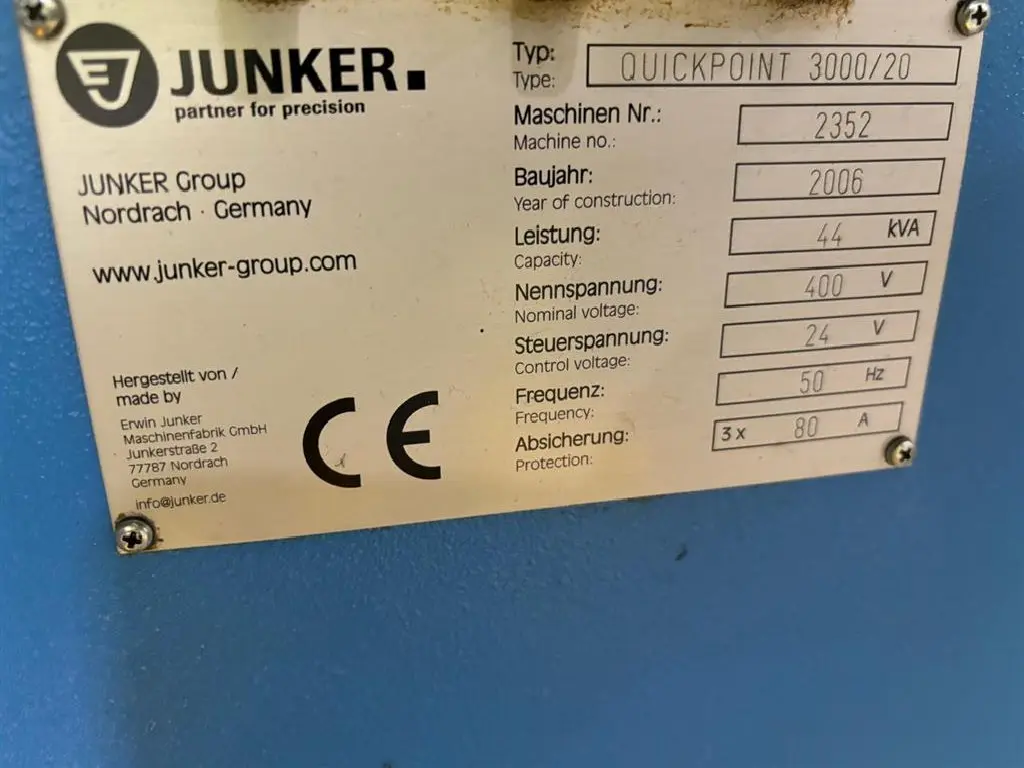 JUNKER.
partner for precision
JUNKER Group
Nordrach · Germany
www.junker-group.com
Hergestellt von /
made by
Erwin Junker
Maschinenfabrik GmbH
Junkerstraße 2
77787 Nordrach
Germany
info@junker.de
CE
Typ: QUICKPOINT 3000/20
Type:
Maschinen Nr.: 2352
Machine no.:
Baujahr: 2006
Year of construction:
Leistung: 44 kVA
Capacity:
Nennspannung: 400 V
Nominal voltage:
Steuerspannung: 24 V
Control voltage:
Frequenz: 50 Hz
Frequency:
Absicherung: 3 x 80 A
Protection: